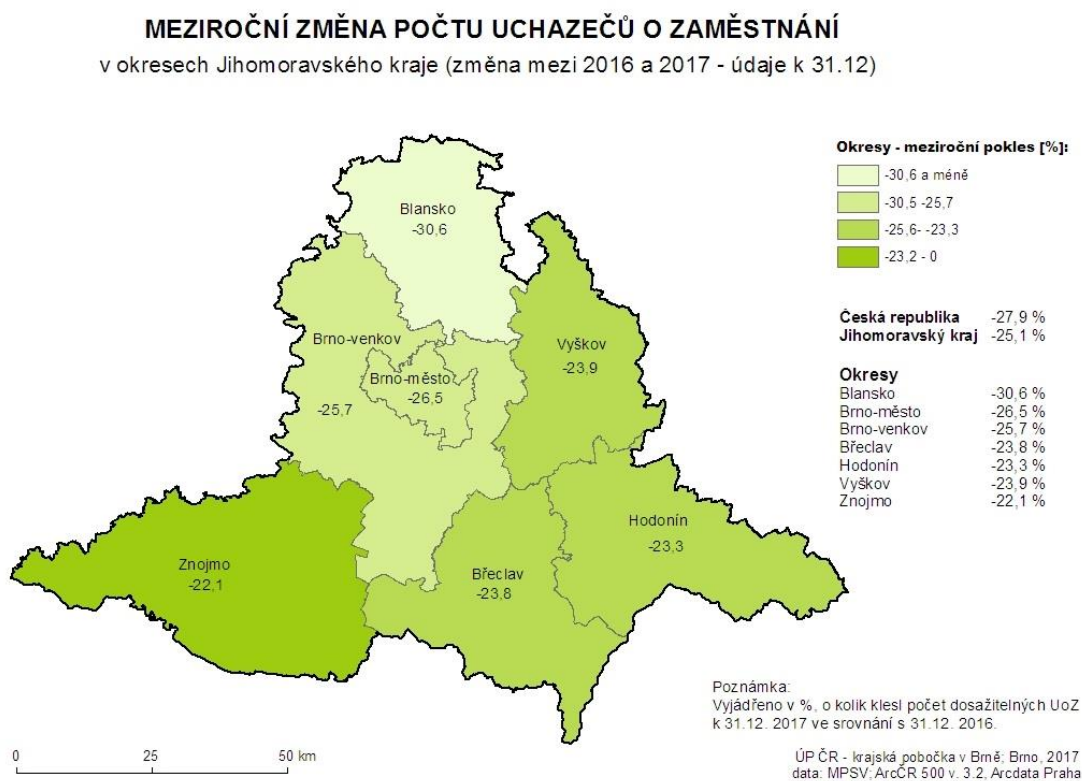 MEZIROČNÍ ZMĚNA POČTU UCHAZEČŮ O ZAMĚSTNÁNÍ
v okresech Jihomoravského kraje (změna mezi 2016 a 2017 - údaje k 31.12)
Okresy - meziroční pokles [%]:
-30,6 a méně
-30,5 -25,7
-25,6- -23,3
-23,2 - 0
Blansko
-30,6
Brno-venkov
-25,7
Brno-město
-26,5
Vyškov
-23,9
Hodonín
-23,3
Břeclav
-23,8
Znojmo
-22,1
Česká republika -27,9 %
Jihomoravský kraj -25,1 %
Okresy
Blansko -30,6 %
Brno-město -26,5 %
Brno-venkov -25,7 %
Břeclav -23,8 %
Hodonín -23,3 %
Vyškov -23,9 %
Znojmo -22,1 %
Poznámka:
Vyjádřeno v %, o kolik klesl počet dosažitelných UoZ
k 31.12. 2017 ve srovnání s 31.12. 2016.
0 25 50 km
ÚP ČR - krajská pobočka v Brně; Brno, 2017
data: MPSV; ArcČR 500 v. 3.2, Arcdata Praha